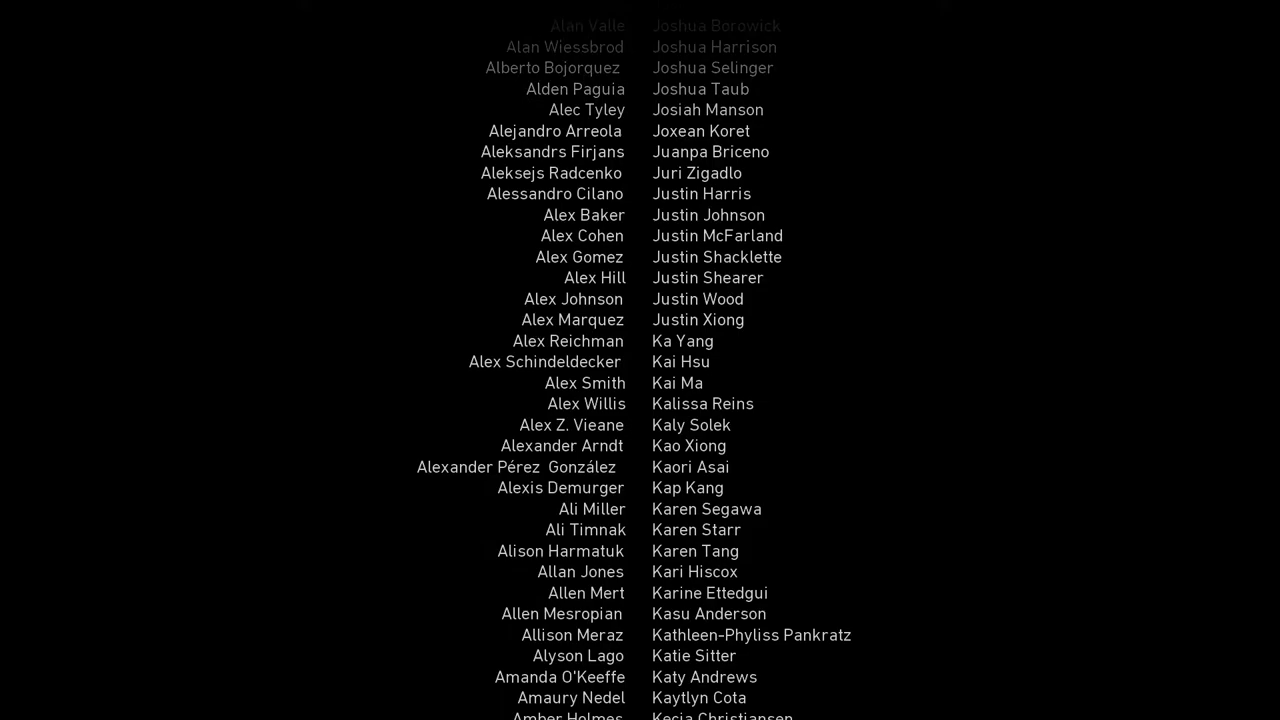 Alan Valle Joshua Borowick
Alan Wiessbrod Joshua Harrison
Alberto Bojorquez Joshua Selinger
Alden Paguia Joshua Taub
Alec Tyley Josiah Manson
Alejandro Arreola Joxean Koret
Aleksandrs Firjans Juanpa Briceno
Aleksejs Radcenko Juri Zigadlo
Alessandro Cilano Justin Harris
Alex Baker Justin Johnson
Alex Cohen Justin McFarland
Alex Gomez Justin Shacklette
Alex Hill Justin Shearer
Alex Johnson Justin Wood
Alex Marquez Justin Xiong
Alex Reichman Ka Yang
Alex Schindeldecker Kai Hsu
Alex Smith Kai Ma
Alex Willis Kalissa Reins
Alex Z. Vieane Kaly Solek
Alexander Arndt Kao Xiong
Alexander Pérez González Kaori Asai
Alexis Demurger Kap Kang
Ali Miller Karen Segawa
Ali Timnak Karen Starr
Alison Harmatuk Karen Tang
Allan Jones Kari Hiscox
Allen Mert Karine Ettedgui
Allen Mesropian Kasu Anderson
Allison Meraz Kathleen-Phyliss Pankratz
Alyson Lago Katie Sitter
Amanda O'Keeffe Katy Andrews
Amaury Nedel Kaytlyn Cota
Amber Holmes Kecia Christiansen